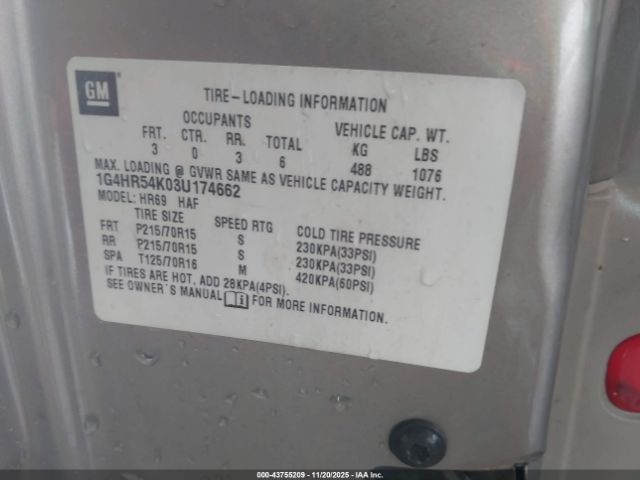 GM
TIRE-LOADING INFORMATION
OCCUPANTS VEHICLE CAP. WT.
FRT. CTR. RR. TOTAL KG LBS
3 0 3 6 488 1076
MAX. LOADING @ GVWR SAME AS VEHICLE CAPACITY WEIGHT.
1G4HR54K03U174662
MODEL: HR69 HAF
TIRE SIZE SPEED RTG COLD TIRE PRESSURE
FRT P215/70R15 S 230KPA(33PSI)
RR P215/70R15 S 230KPA(33PSI)
SPA T125/70R16 M 420KPA(60PSI)
IF TIRES ARE HOT, ADD 28KPA(4PSI).
SEE OWNER'S MANUAL i FOR MORE INFORMATION.
000-43755209 - 11/20/2025 - IAAI.COM